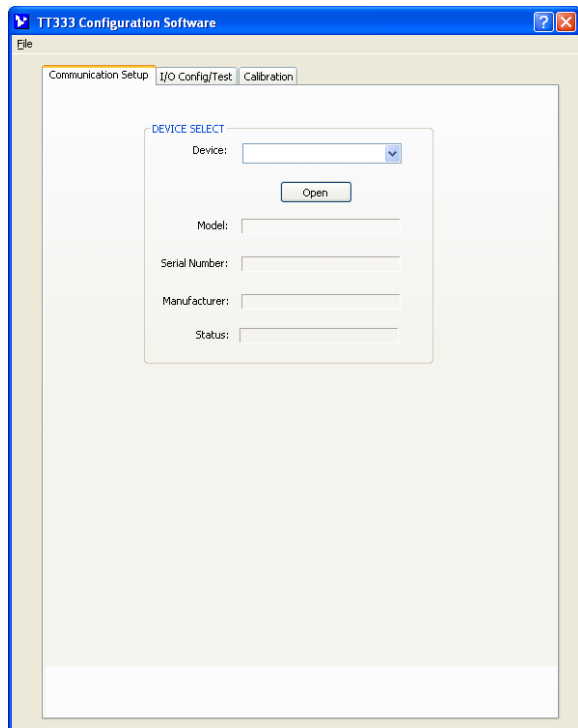 TT333 Configuration Software
File
Communication Setup I/O Config/Test Calibration
DEVICE SELECT
Device:
Open
Model:
Serial Number:
Manufacturer:
Status: